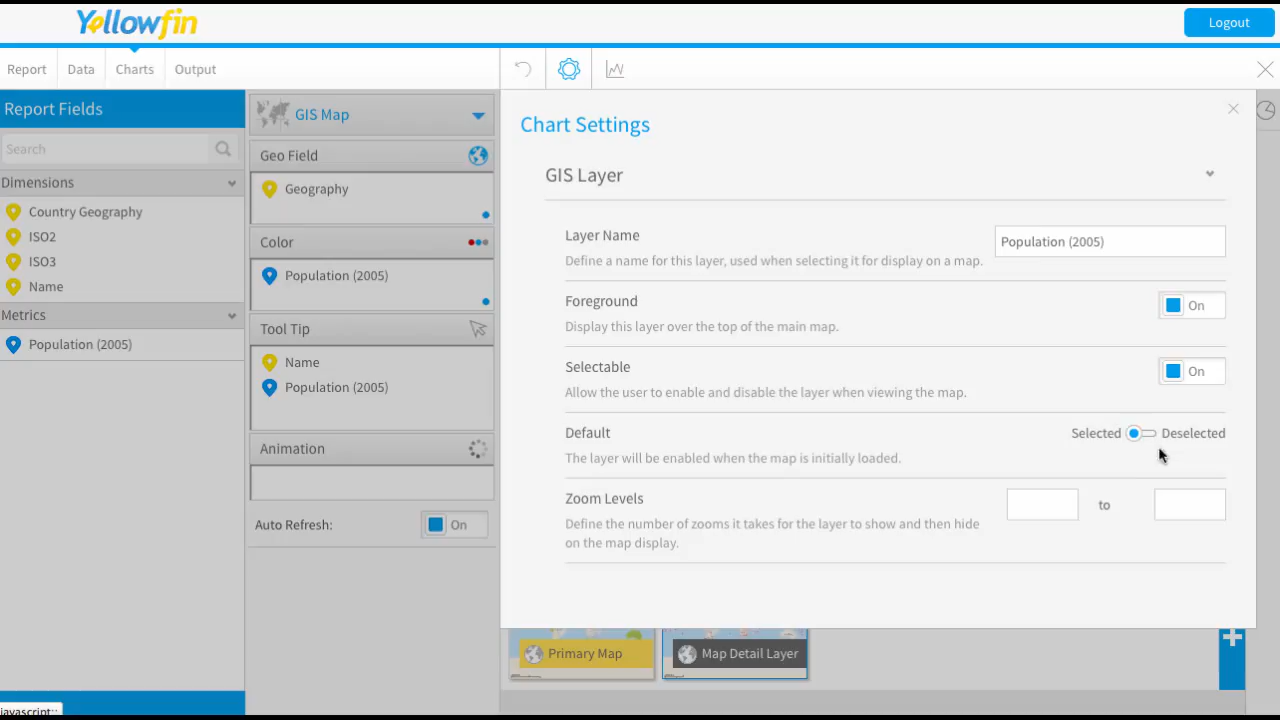 Yellowfin
Logout
Report
Data
Charts
Output
Report Fields
Search
Dimensions
Country Geography
ISO2
ISO3
Name
Metrics
Population (2005)
GIS Map
Geo Field
Geography
Color
Population (2005)
Tool Tip
Name
Population (2005)
Animation
Auto Refresh:
On
Chart Settings
GIS Layer
Layer Name
Population (2005)
Define a name for this layer, used when selecting it for display on a map.
Foreground
On
Display this layer over the top of the main map.
Selectable
On
Allow the user to enable and disable the layer when viewing the map.
Default
Selected
Deselected
The layer will be enabled when the map is initially loaded.
Zoom Levels
to
Define the number of zooms it takes for the layer to show and then hide
on the map display.
Primary Map
Map Detail Layer
javascript:;